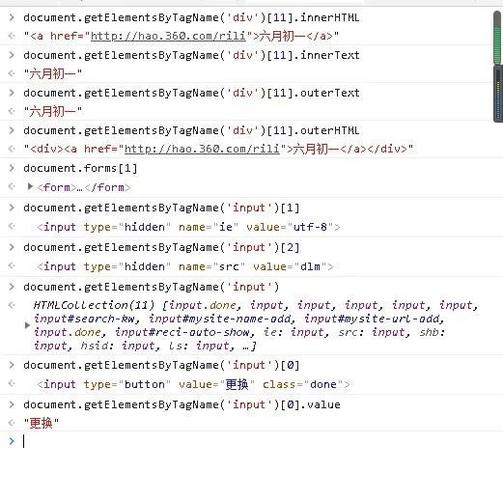 document.getElementsByTagName('div')[11].innerHTML
"<a href="http://hao.360.com/rili">六月初一</a>"
document.getElementsByTagName('div')[11].innerText
"六月初一"
document.getElementsByTagName('div')[11].outerText
"六月初一"
document.getElementsByTagName('div')[11].outerHTML
"<div><a href="http://hao.360.com/rili">六月初一</a></div>"
document.forms[1]
<form>…</form>
document.getElementsByTagName('input')[1]
<input type="hidden" name="ie" value="utf-8">
document.getElementsByTagName('input')[2]
<input type="hidden" name="src" value="dlm">
document.getElementsByTagName('input')
HTMLCollection(11) [input.done, input, input, input, input, input,
input#search-kw, input#mysite-name-add, input#mysite-url-add,
input.done, input#reci-auto-show, ie: input, src: input, shb:
input, hsid: input, ls: input, …]
document.getElementsByTagName('input')[0]
<input type="button" value="更换" class="done">
document.getElementsByTagName('input')[0].value
"更换"